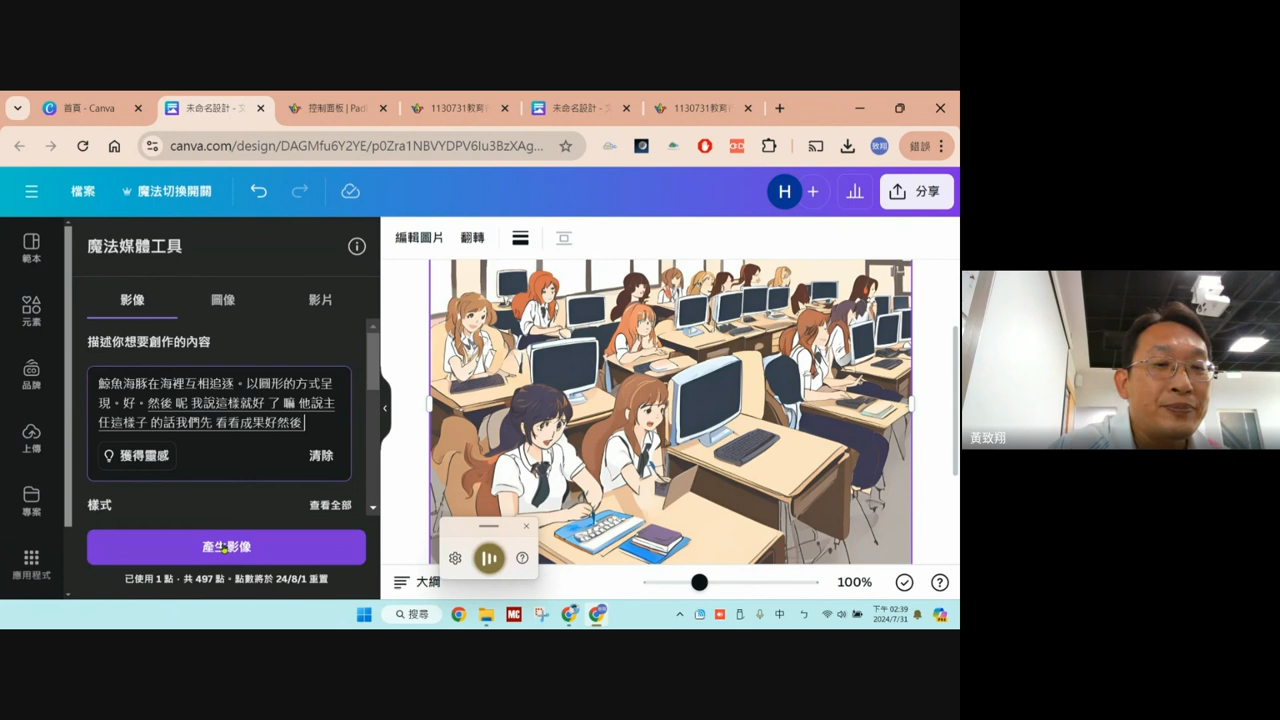 首頁 - Canva
未命名設計 - 文
控制面板 | Pad
1130731教育
未命名設計 - 文
1130731教育
canva.com/design/DAGMfu6Y2YE/p0Zra1NBVYDPV6Iu3BzXAg...
致翔
錯誤
檔案
魔法切換開關
H
分享
範本
元素
品牌
上傳
專案
應用程式
魔法媒體工具
影像
圖像
影片
描述你想要創作的內容
鯨魚海豚在海裡互相追逐。以圓形的方式呈
現。好。然後 呢 我說這樣就好 了 嘛 他說主
任這樣子 的話我們先 看看成果好然後
獲得靈感
清除
樣式
查看全部
產生影像
已使用 1 點,共 497 點。點數將於 24/8/1 重置
編輯圖片
翻轉
大綱
100%
搜尋
MC
中
下午 02:39
2024/7/31
黃致翔